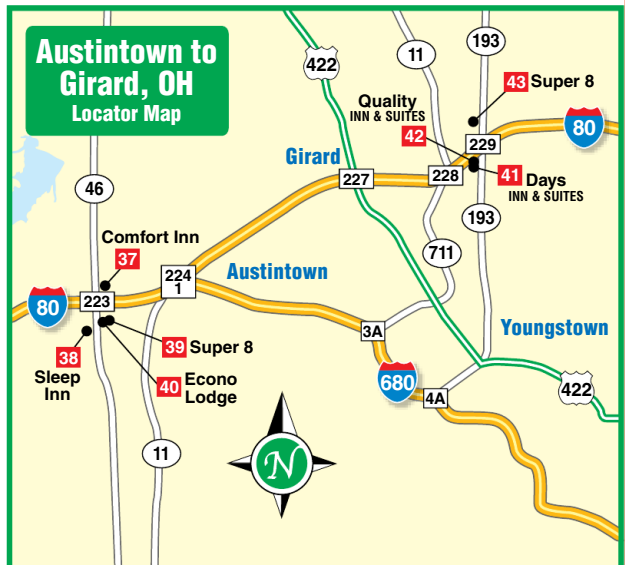 Austintown to
Girard, OH
Locator Map
422
11
193
43 Super 8
Quality
INN & SUITES
42
80
229
Girard
227
228
41 Days
INN & SUITES
46
193
Comfort Inn
37
711
224
1
Austintown
80
223
3A
Youngstown
38
Sleep
Inn
39 Super 8
40 Econo
Lodge
680
422
4A
11
N